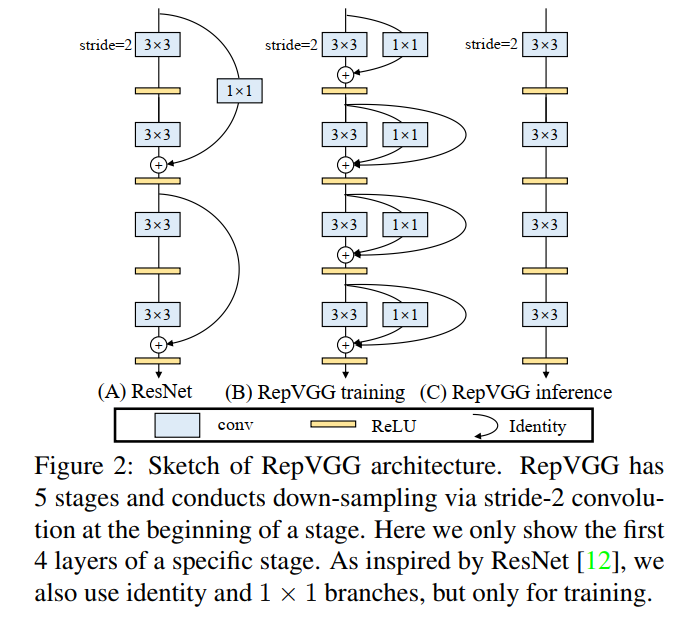 stride=2 3×3 stride=2 3×3 1×1 stride=2 3×3
+
1×1
3×3 3×3 1×1 3×3
+ +
3×3 3×3 1×1 3×3
+
3×3 3×3 1×1 3×3
+ +
(A) ResNet (B) RepVGG training (C) RepVGG inference
conv ReLU Identity
Figure 2: Sketch of RepVGG architecture. RepVGG has
5 stages and conducts down-sampling via stride-2 convolu-
tion at the beginning of a stage. Here we only show the first
4 layers of a specific stage. As inspired by ResNet [12], we
also use identity and 1 × 1 branches, but only for training.